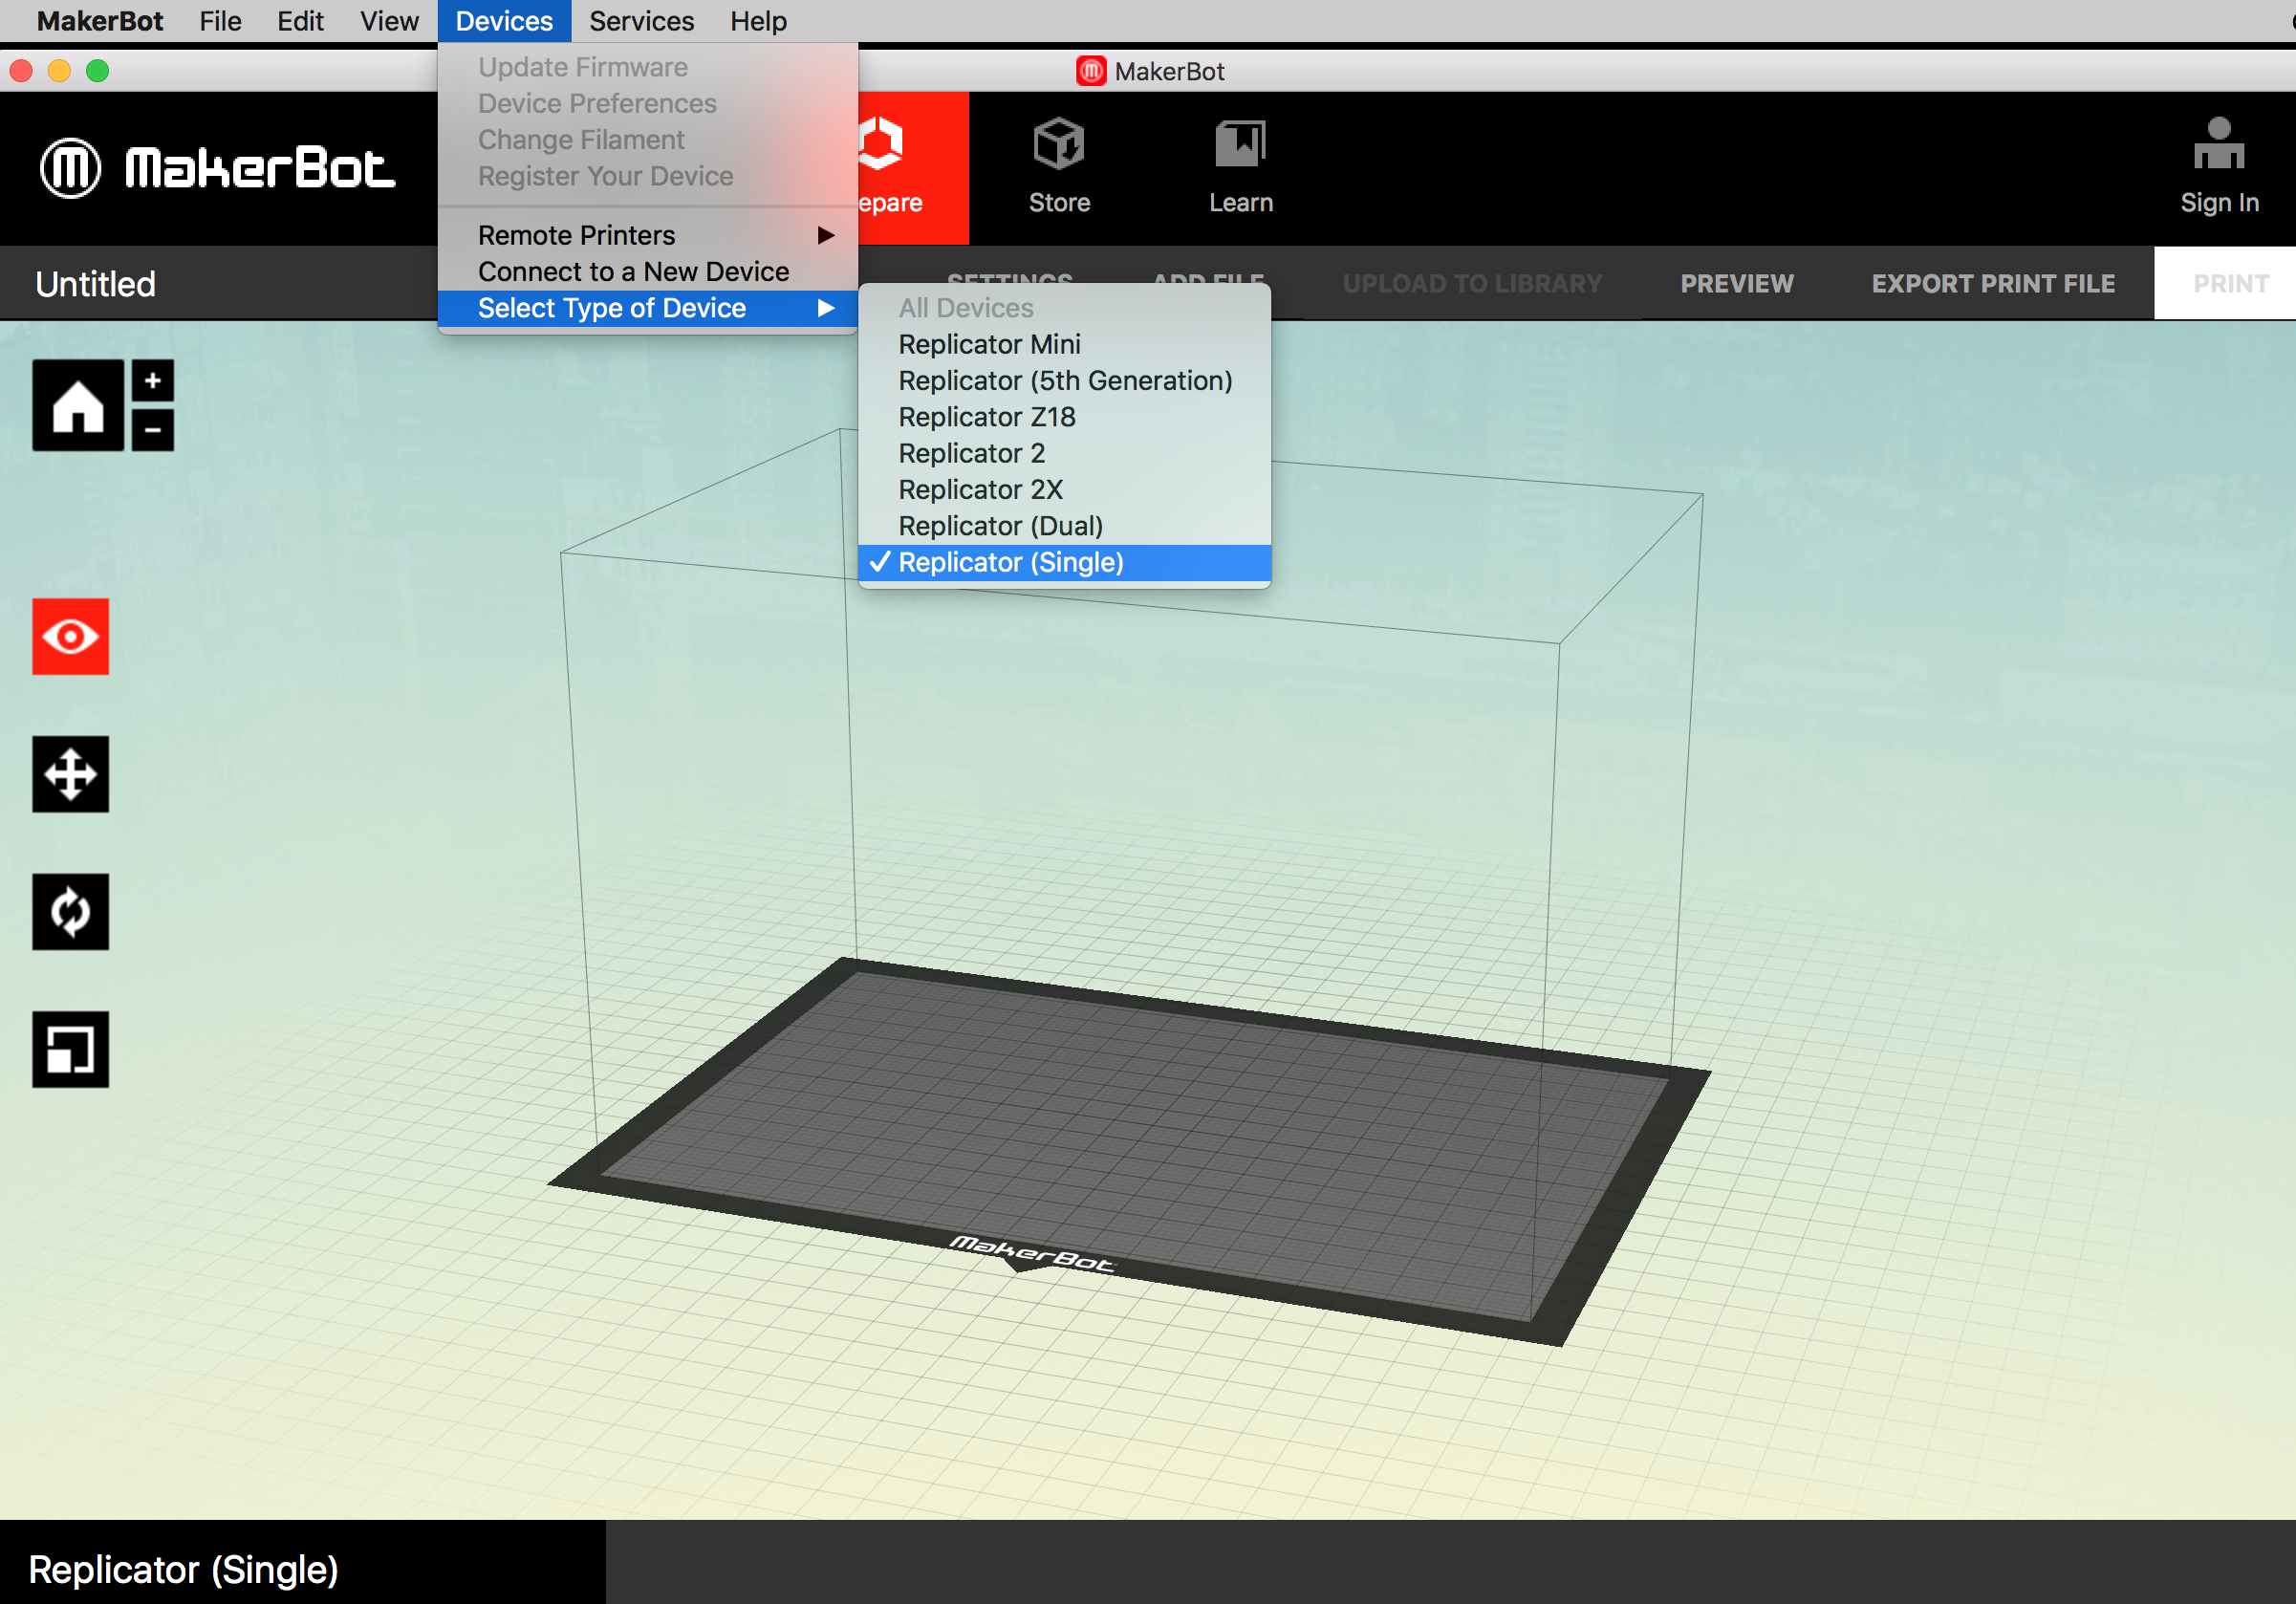 MakerBot File Edit View Devices Services Help
MakerBot
MakerBot
Update Firmware
Device Preferences
Change Filament
Register Your Device
Remote Printers
Connect to a New Device
Select Type of Device
epare
Store
Learn
Sign In
Untitled
SETTINGS ADD FILE UPLOAD TO LIBRARY PREVIEW EXPORT PRINT FILE PRINT
All Devices
Replicator Mini
Replicator (5th Generation)
Replicator Z18
Replicator 2
Replicator 2X
Replicator (Dual)
✓ Replicator (Single)
MakerBot
Replicator (Single)